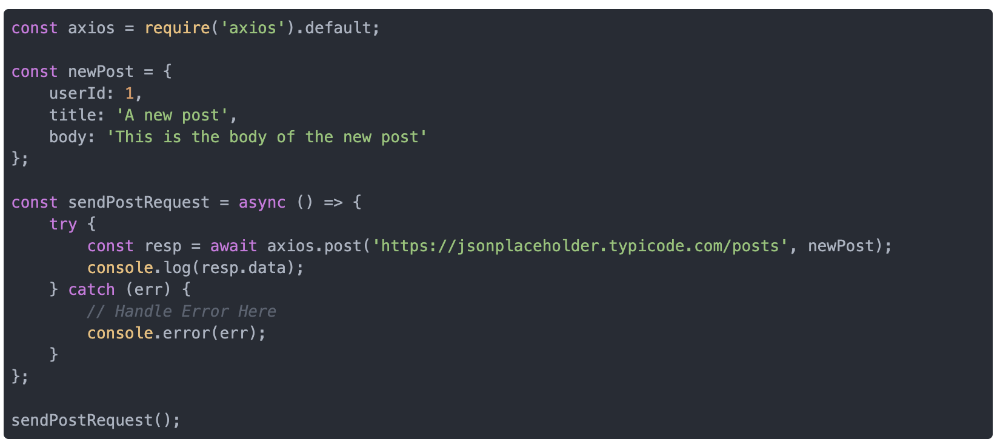 const axios = require('axios').default;

const newPost = {
    userId: 1,
    title: 'A new post',
    body: 'This is the body of the new post'
};

const sendPostRequest = async () => {
    try {
        const resp = await axios.post('https://jsonplaceholder.typicode.com/posts', newPost);
        console.log(resp.data);
    } catch (err) {
        // Handle Error Here
        console.error(err);
    }
};

sendPostRequest();